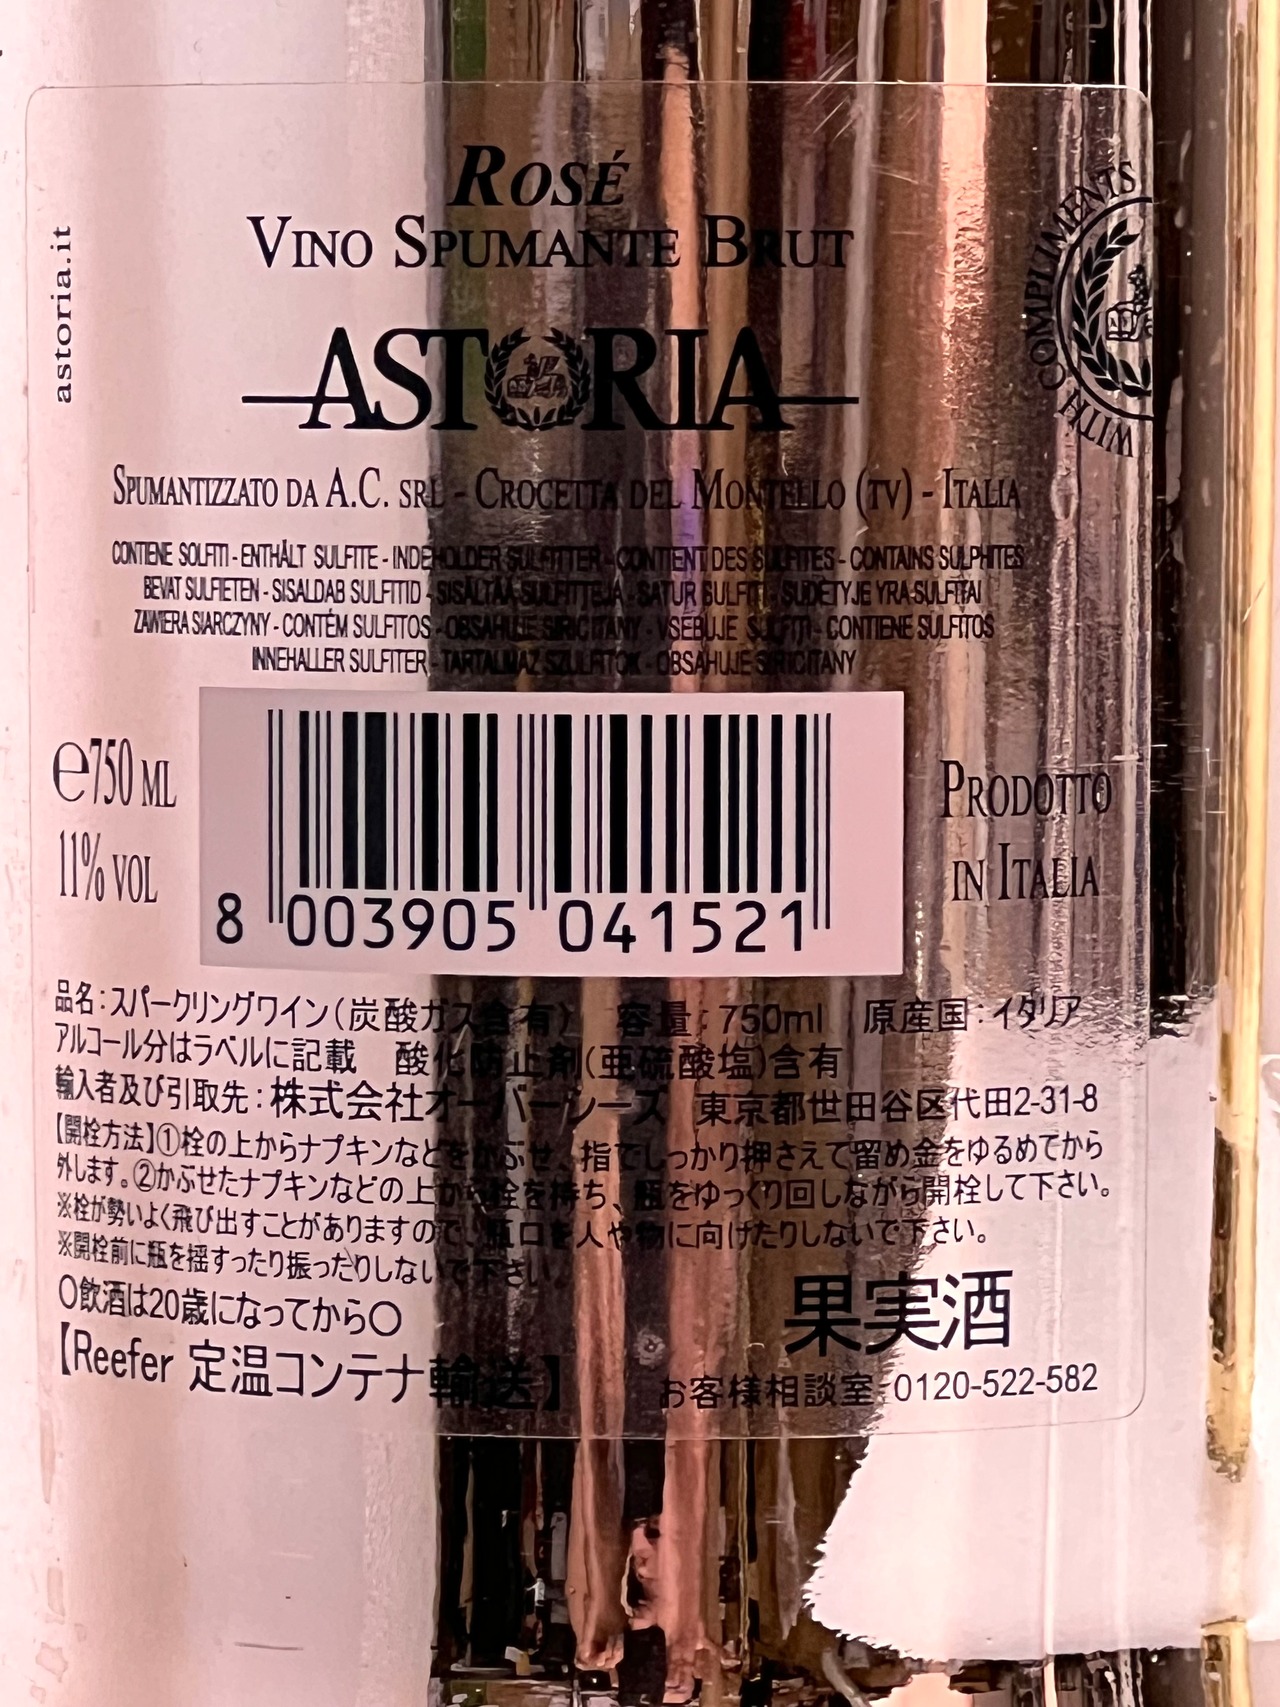 ROSÉ
VINO SPUMANTE BRUT
ASTORIA
astoria.it
WITH COMPLIMENTS
SPUMANTIZZATO DA A.C. SRL - CROCETTA DEL MONTELLO (TV) - ITALIA
CONTIENE SOLFITI - ENTHÄLT SULFITE - INDEHOLDER SULFITTER - CONTIENT DES SULFITES - CONTAINS SULPHITES
BEVAT SULFIETEN - SISALDAB SULFITTID - SISÄLTÄÄ SULFITTEJA - SATUR SULFITI - SUDETYJE YRA SULFITAI
ZAWIERA SIARCZYNY - CONTÉM SULFITOS - OBSAHUJE SIRICITANY - VSEBUJE SULFITI - CONTIENE SULFITOS
INNEHALLER SULFITER - TARTALMAZ SZULFITOK - OBSAHUJE SIRICITANY
℮750 ML
11% VOL
PRODOTTO
IN ITALIA
8 003905 041521
品名：スパークリングワイン（炭酸ガス含有） 容量：750ml 原産国：イタリア
アルコール分はラベルに記載 酸化防止剤(亜硫酸塩)含有
輸入者及び引取先：株式会社オーバーシーズ 東京都世田谷区代田2-31-8
【開栓方法】①栓の上からナプキンなどをかぶせ、指でしっかり押さえて留め金をゆるめてから
外します。②かぶせたナプキンなどの上から栓を持ち、瓶をゆっくり回しながら開栓して下さい。
※栓が勢いよく飛び出すことがありますので、瓶口を人や物に向けたりしないで下さい。
※開栓前に瓶を揺すったり振ったりしないで下さい。
〇飲酒は20歳になってから〇
果実酒
【Reefer 定温コンテナ輸送】
お客様相談室 0120-522-582